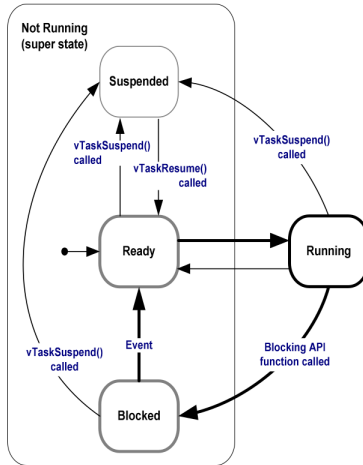 Not Running
(super state)
Suspended
vTaskSuspend()
called
vTaskResume()
called
vTaskSuspend()
called
Ready
Running
vTaskSuspend()
called
Event
Blocking API
function called
Blocked